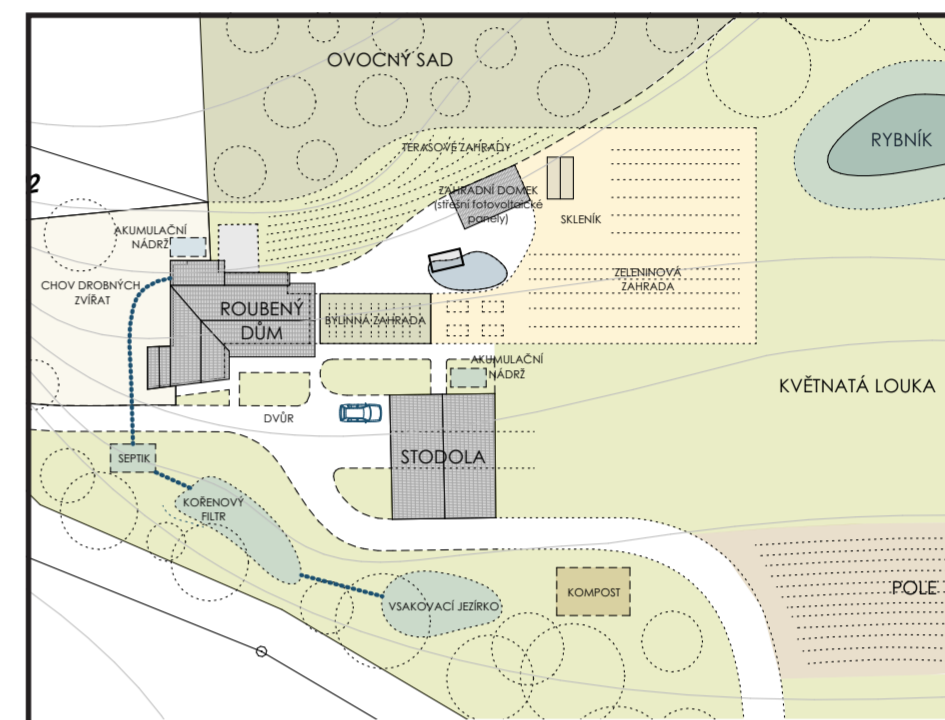 OVOCNÝ SAD
RYBNÍK
TERASOVÉ ZAHRADY
2
ZAHRADNÍ DOMEK
(střešní fotovoltaické
panely)
SKLENÍK
AKUMULAČNÍ
NÁDRŽ
CHOV DROBNÝCH
ZVÍŘAT
ZELENINOVÁ
ZAHRADA
ROUBENÝ
DŮM
BYLINNÁ ZAHRADA
AKUMULAČNÍ
NÁDRŽ
KVĚTNATÁ LOUKA
DVŮR
STODOLA
SEPTIK
KOŘENOVÝ
FILTR
KOMPOST
POLE
VSAKOVACÍ JEZÍRKO